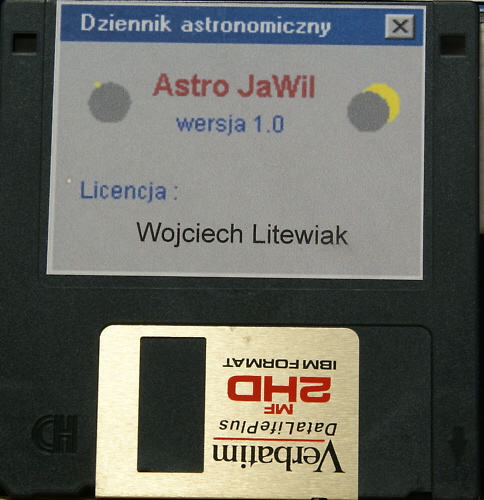 Dziennik astronomiczny
Astro JaWil
wersja 1.0
Licencja :
Wojciech Litewiak
Verbatim
DataLifePlus
MF
2HD
IBM FORMAT
HD